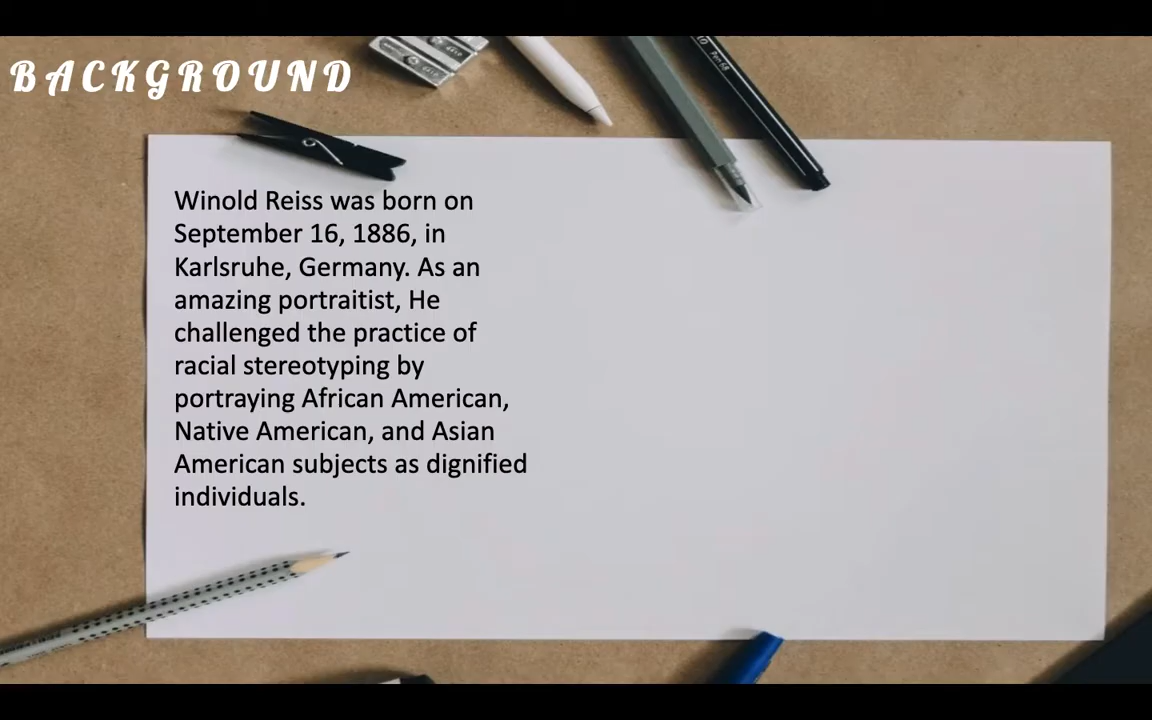 BACKGROUND
Winold Reiss was born on
September 16, 1886, in
Karlsruhe, Germany. As an
amazing portraitist, He
challenged the practice of
racial stereotyping by
portraying African American,
Native American, and Asian
American subjects as dignified
individuals.